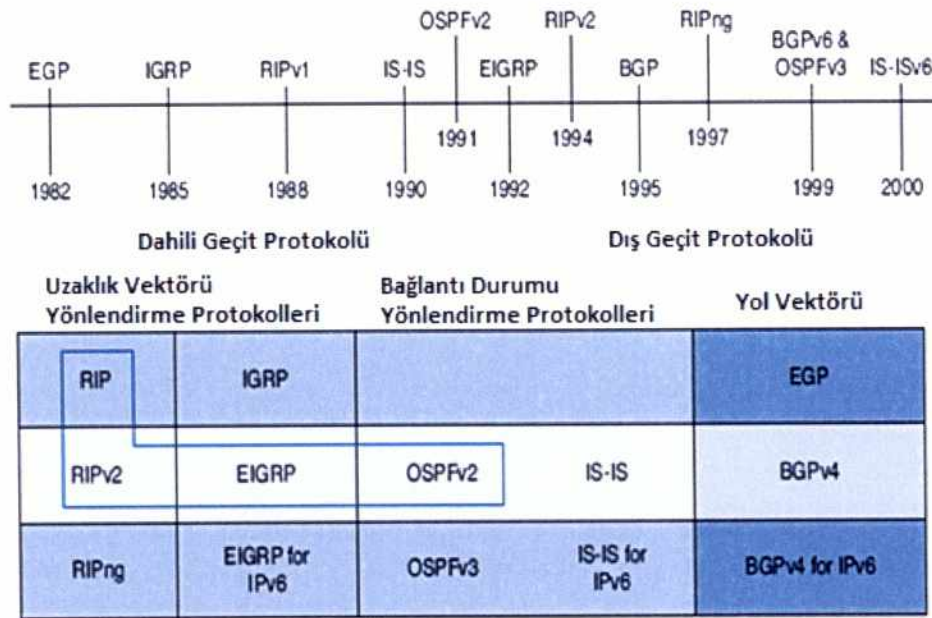 OSPFv2 RIPv2 RIPng BGPv6 &
EGP IGRP RIPv1 IS-IS EIGRP BGP OSPFv3 IS-ISv6
1991 1994 1997
1982 1985 1988 1990 1992 1995 1999 2000
Dahili Geçit Protokolü Dış Geçit Protokolü
Uzaklık Vektörü Bağlantı Durumu
Yönlendirme Protokolleri Yönlendirme Protokolleri Yol Vektörü
RIP IGRP EGP
RIPv2 EIGRP OSPFv2 IS-IS BGPv4
RIPng EIGRP for OSPFv3 IS-IS for BGPv4 for IPv6
IPv6 IPv6